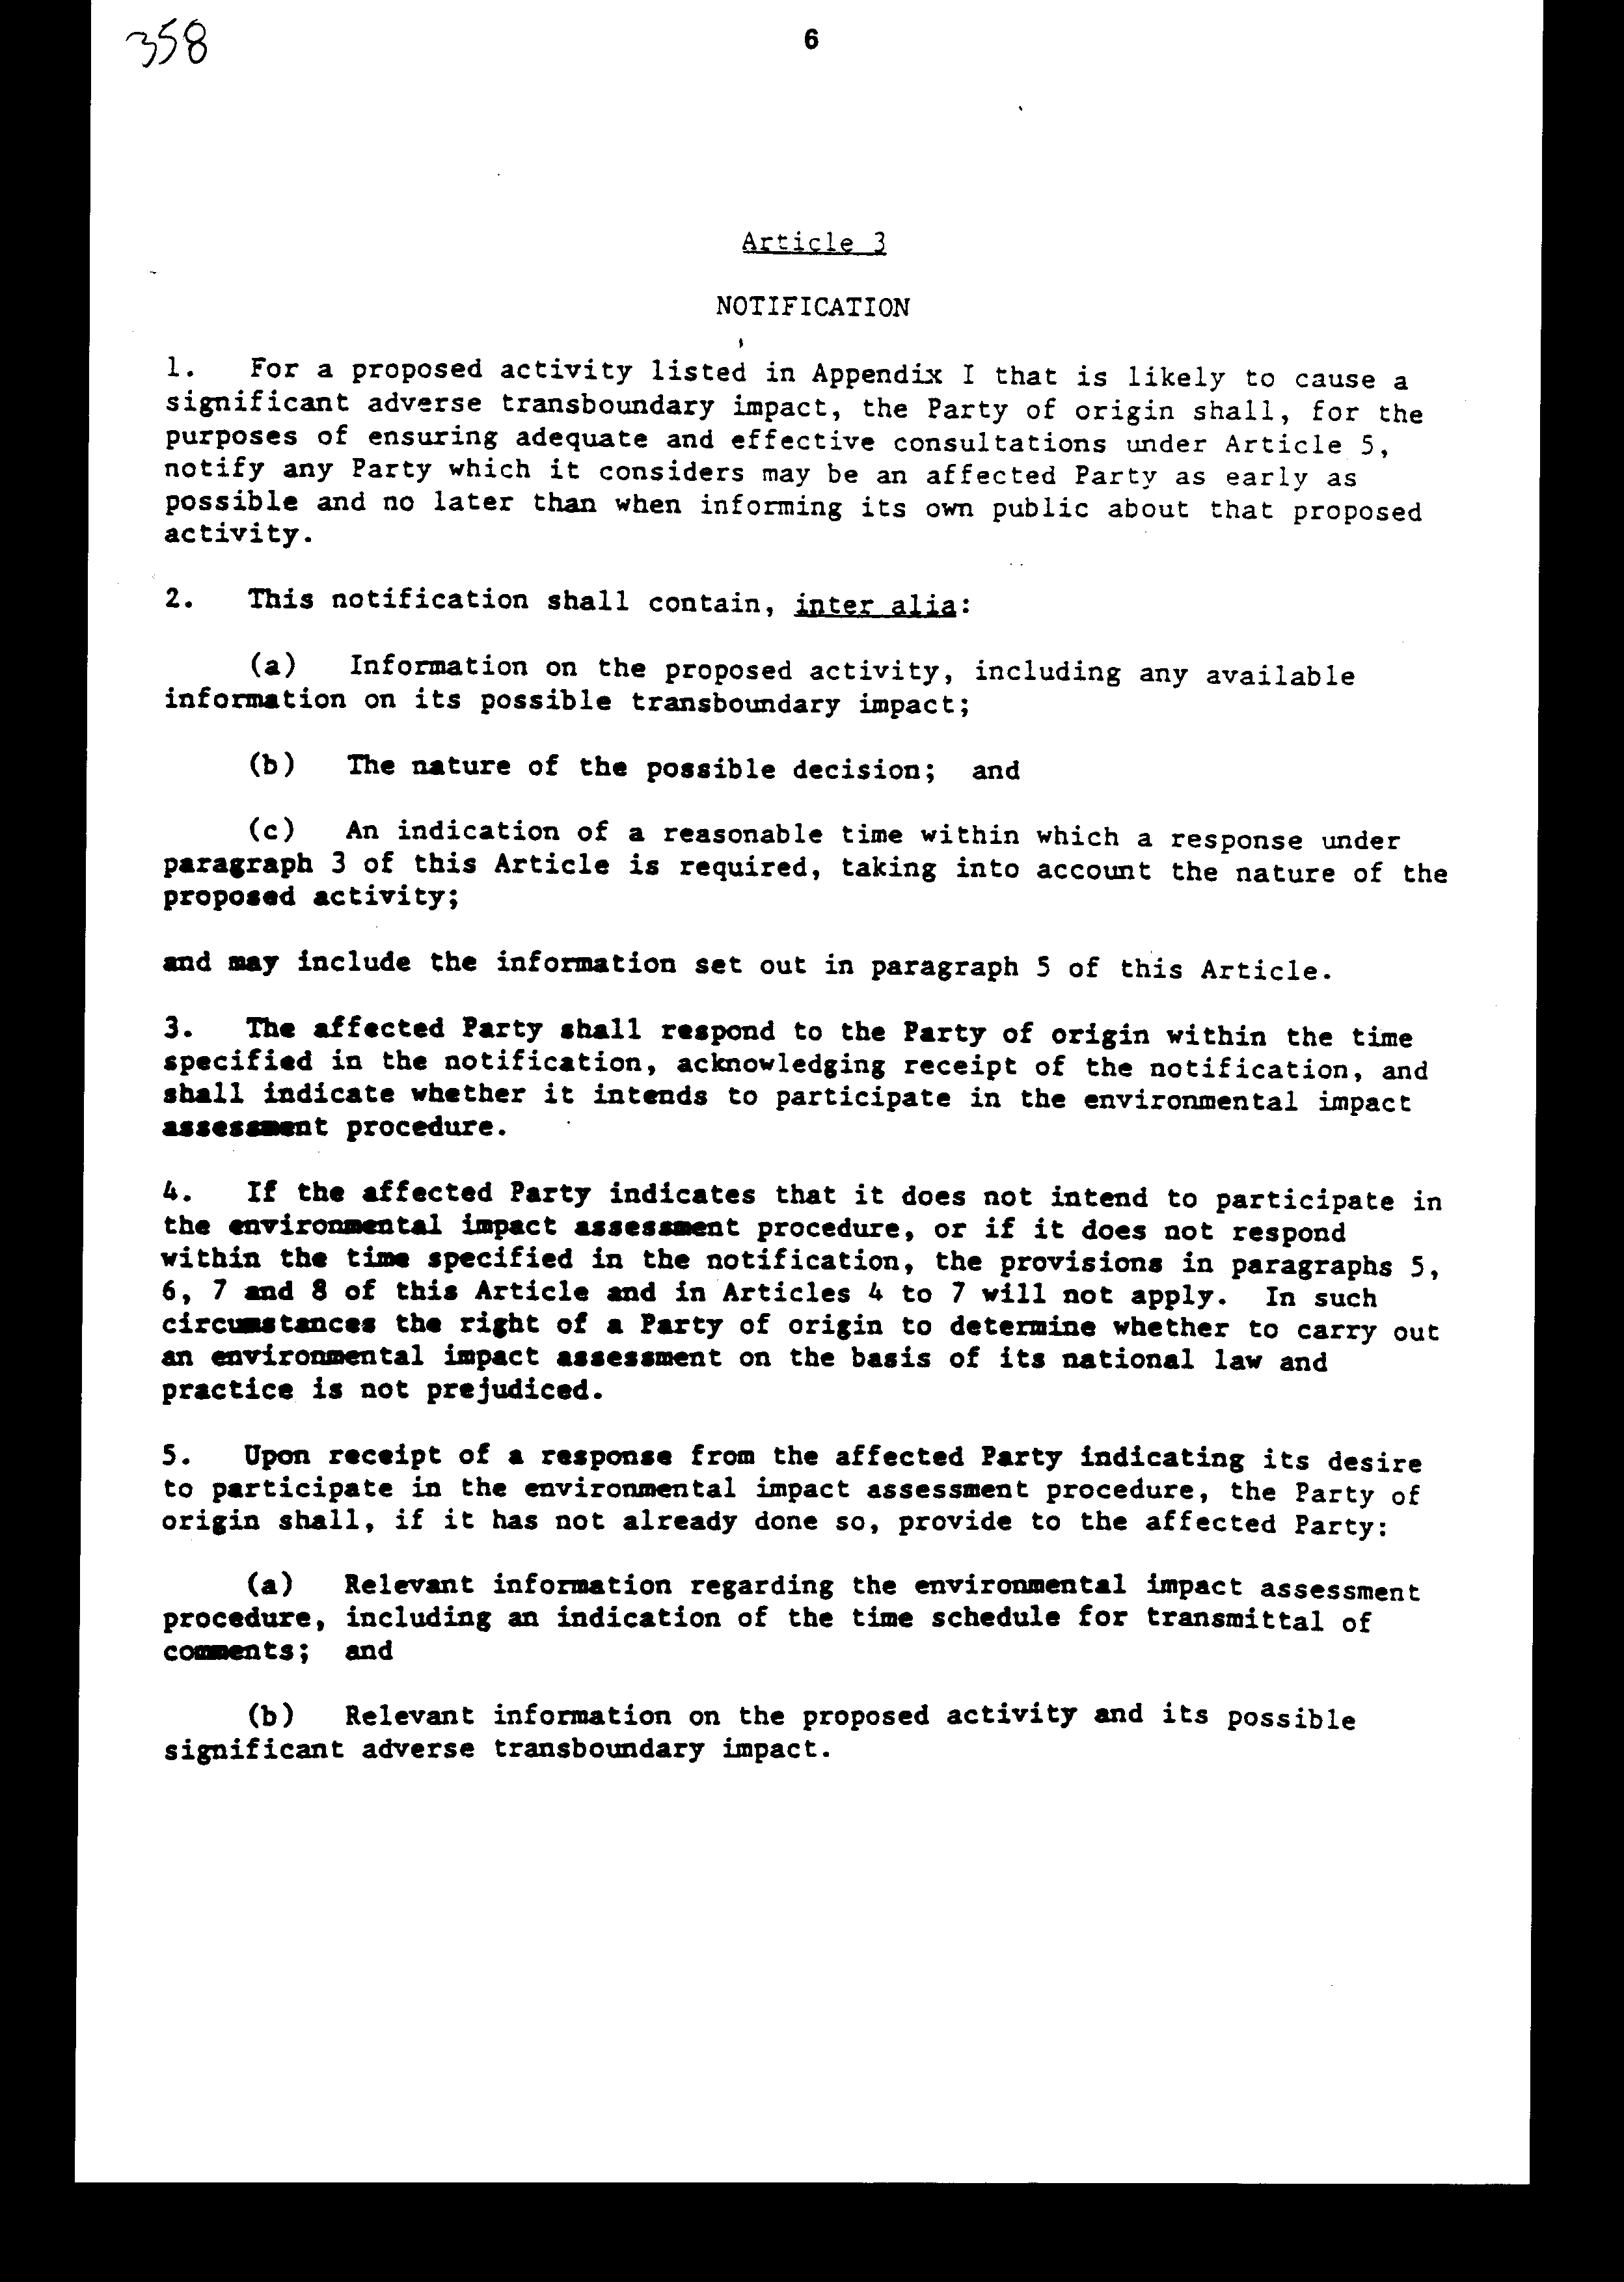 358
6
Article 3
NOTIFICATION
1. For a proposed activity listed in Appendix I that is likely to cause a
significant adverse transboundary impact, the Party of origin shall, for the
purposes of ensuring adequate and effective consultations under Article 5,
notify any Party which it considers may be an affected Party as early as
possible and no later than when informing its own public about that proposed
activity.
2. This notification shall contain, inter alia:
(a) Information on the proposed activity, including any available
information on its possible transboundary impact;
(b) The nature of the possible decision; and
(c) An indication of a reasonable time within which a response under
paragraph 3 of this Article is required, taking into account the nature of the
proposed activity;
and may include the information set out in paragraph 5 of this Article.
3. The affected Party shall respond to the Party of origin within the time
specified in the notification, acknowledging receipt of the notification, and
shall indicate whether it intends to participate in the environmental impact
assessment procedure.
4. If the affected Party indicates that it does not intend to participate in
the environmental impact assessment procedure, or if it does not respond
within the time specified in the notification, the provisions in paragraphs 5,
6, 7 and 8 of this Article and in Articles 4 to 7 will not apply. In such
circumstances the right of a Party of origin to determine whether to carry out
an environmental impact assessment on the basis of its national law and
practice is not prejudiced.
5. Upon receipt of a response from the affected Party indicating its desire
to participate in the environmental impact assessment procedure, the Party of
origin shall, if it has not already done so, provide to the affected Party:
(a) Relevant information regarding the environmental impact assessment
procedure, including an indication of the time schedule for transmittal of
comments; and
(b) Relevant information on the proposed activity and its possible
significant adverse transboundary impact.